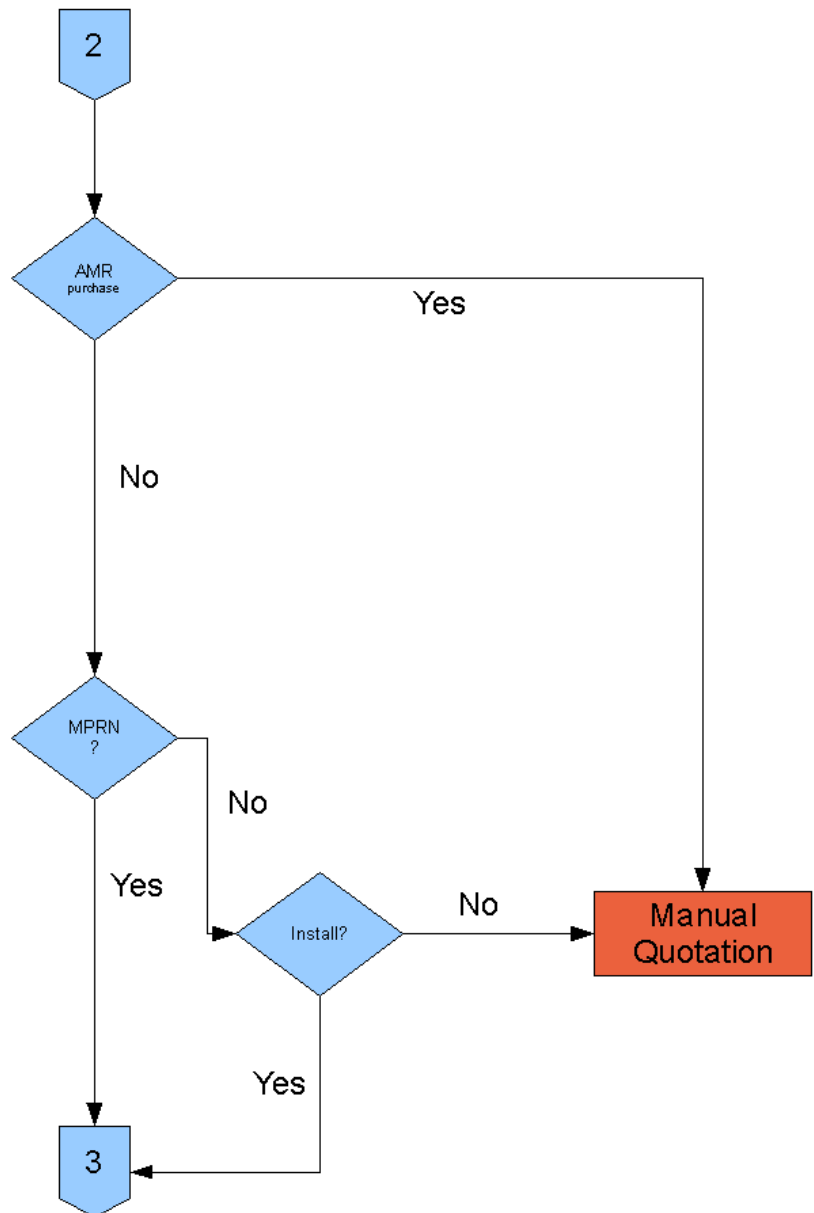 2
AMR
purchase
Yes
No
MPRN
?
No
Yes
Install?
No
Manual
Quotation
Yes
3